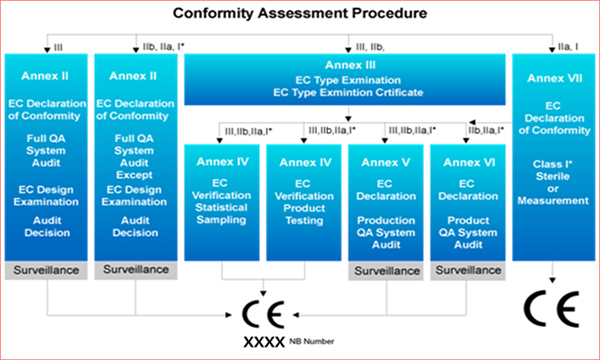 Conformity Assessment Procedure
III
IIb, IIa, I*
III, IIb,
IIa, I
Annex II
EC Declaration
of Conformity
Full QA
System
Audit
EC Design
Examination
Audit
Decision
Surveillance
Annex II
EC Declaration
of Conformity
Full QA
System
Audit
Except
EC Design
Examination
Audit
Decision
Surveillance
Annex III
EC Type Exmination
EC Type Exmintion Crtificate
III,IIb,IIa,I*
III,IIb,IIa,I*
III,IIb,IIa,I*
IIb,IIa,I*
Annex IV
EC
Verification
Statistical
Sampling
Annex IV
EC
Verification
Product
Testing
Annex V
EC
Declaration
Production
QA System
Audit
Surveillance
Annex VI
EC
Declaration
Product
QA System
Audit
Surveillance
Annex VII
EC
Declaration
of Conformity
Class I*
Sterile
or
Measurement
CE
XXXX NB Number
CE